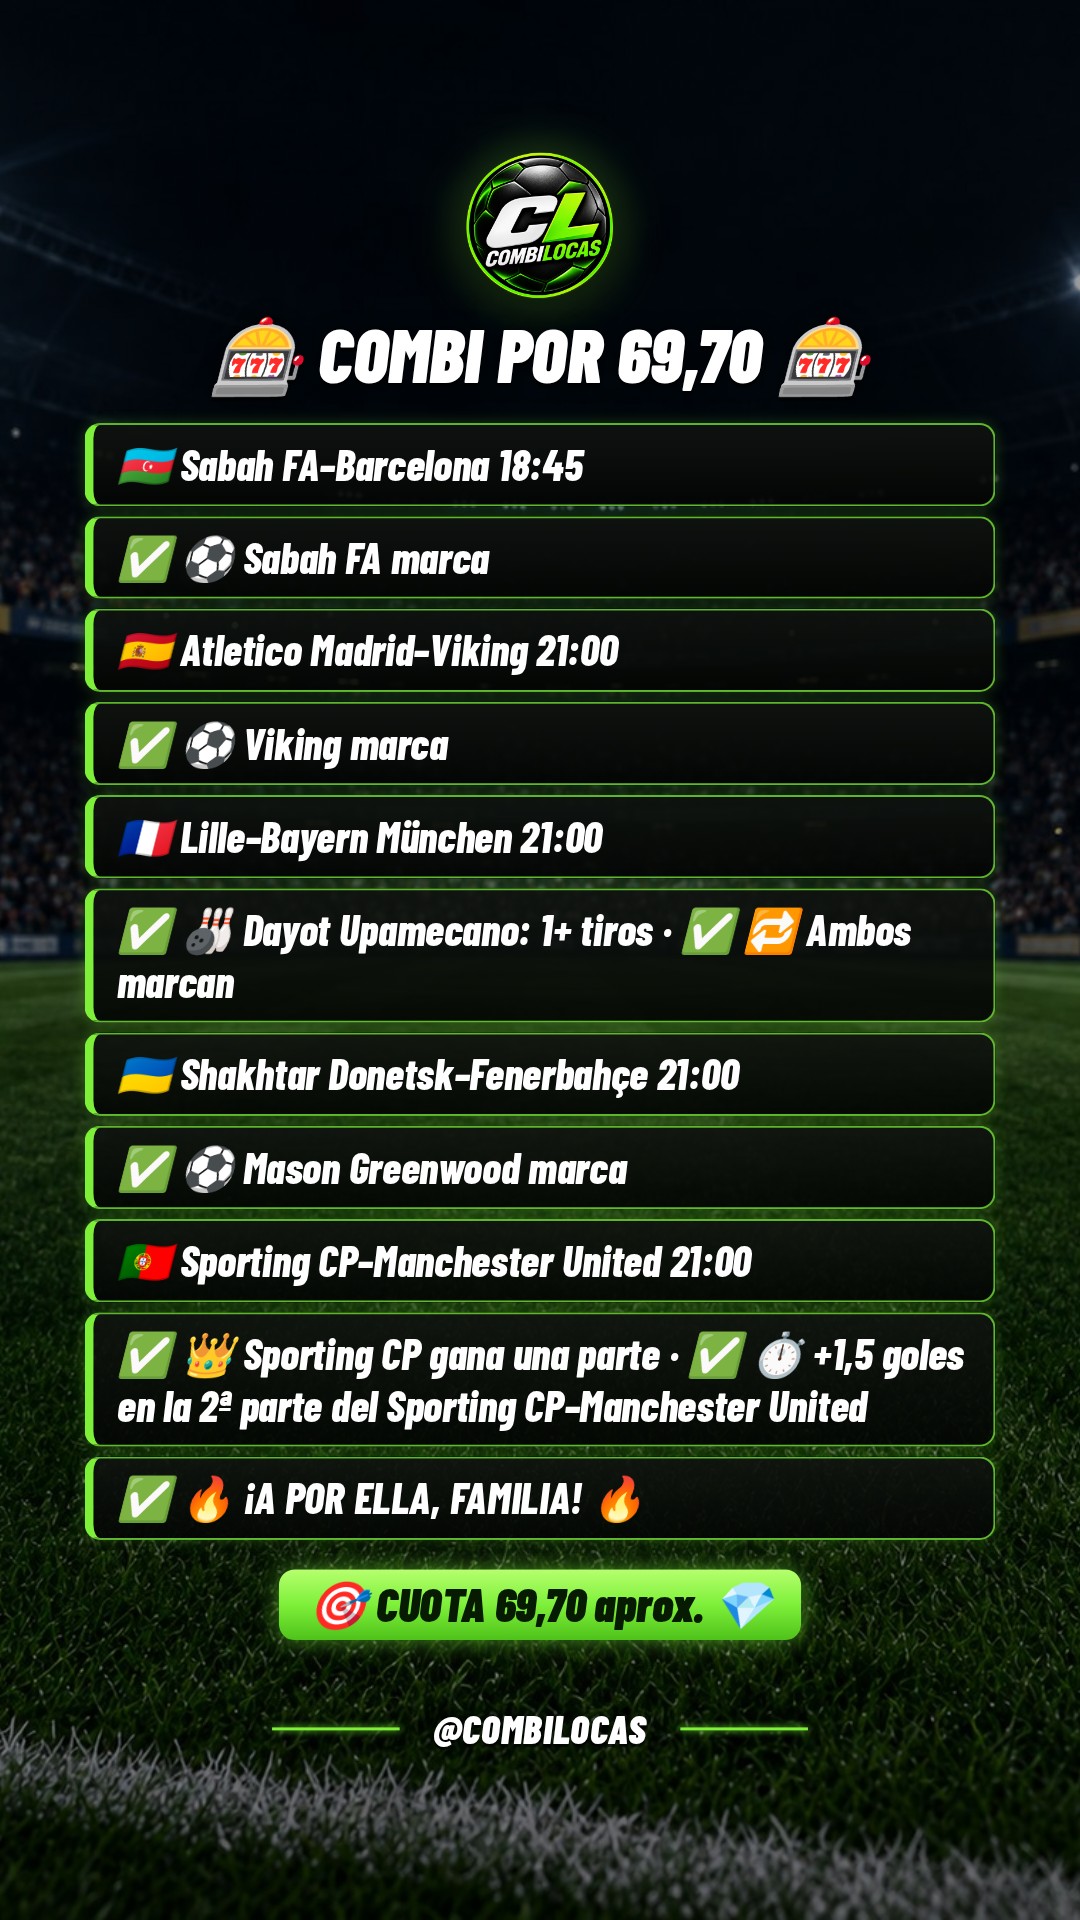 CL
COMBILOCAS
🎰 COMBI POR 69,70 🎰
🇦🇿 Sabah FA-Barcelona 18:45
✅ ⚽ Sabah FA marca
🇪🇸 Atletico Madrid-Viking 21:00
✅ ⚽ Viking marca
🇫🇷 Lille-Bayern München 21:00
✅ 🎳 Dayot Upamecano: 1+ tiros · ✅ 🔁 Ambos
marcan
🇺🇦 Shakhtar Donetsk-Fenerbahçe 21:00
✅ ⚽ Mason Greenwood marca
🇵🇹 Sporting CP-Manchester United 21:00
✅ 👑 Sporting CP gana una parte · ✅ ⏱️ +1,5 goles
en la 2ª parte del Sporting CP-Manchester United
✅ 🔥 ¡A POR ELLA, FAMILIA! 🔥
🎯 CUOTA 69,70 aprox. 💎
@COMBILOCAS